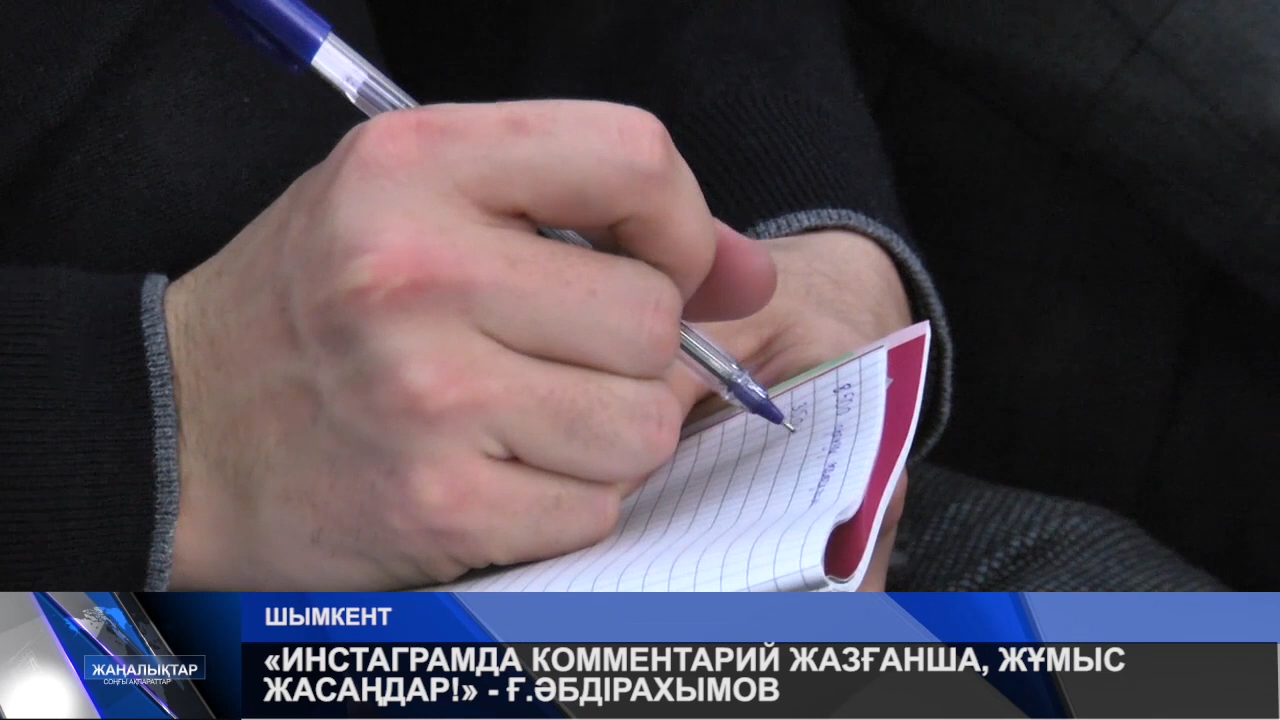 ШЫМКЕНТ
ЖАҢАЛЫҚТАР
СОҢҒЫ АҚПАРАТТАР
«ИНСТАГРАМДА КОММЕНТАРИЙ ЖАЗҒАНША, ЖҰМЫС
ЖАСАҢДАР!» - Ғ.ӘБДІРАХЫМОВ